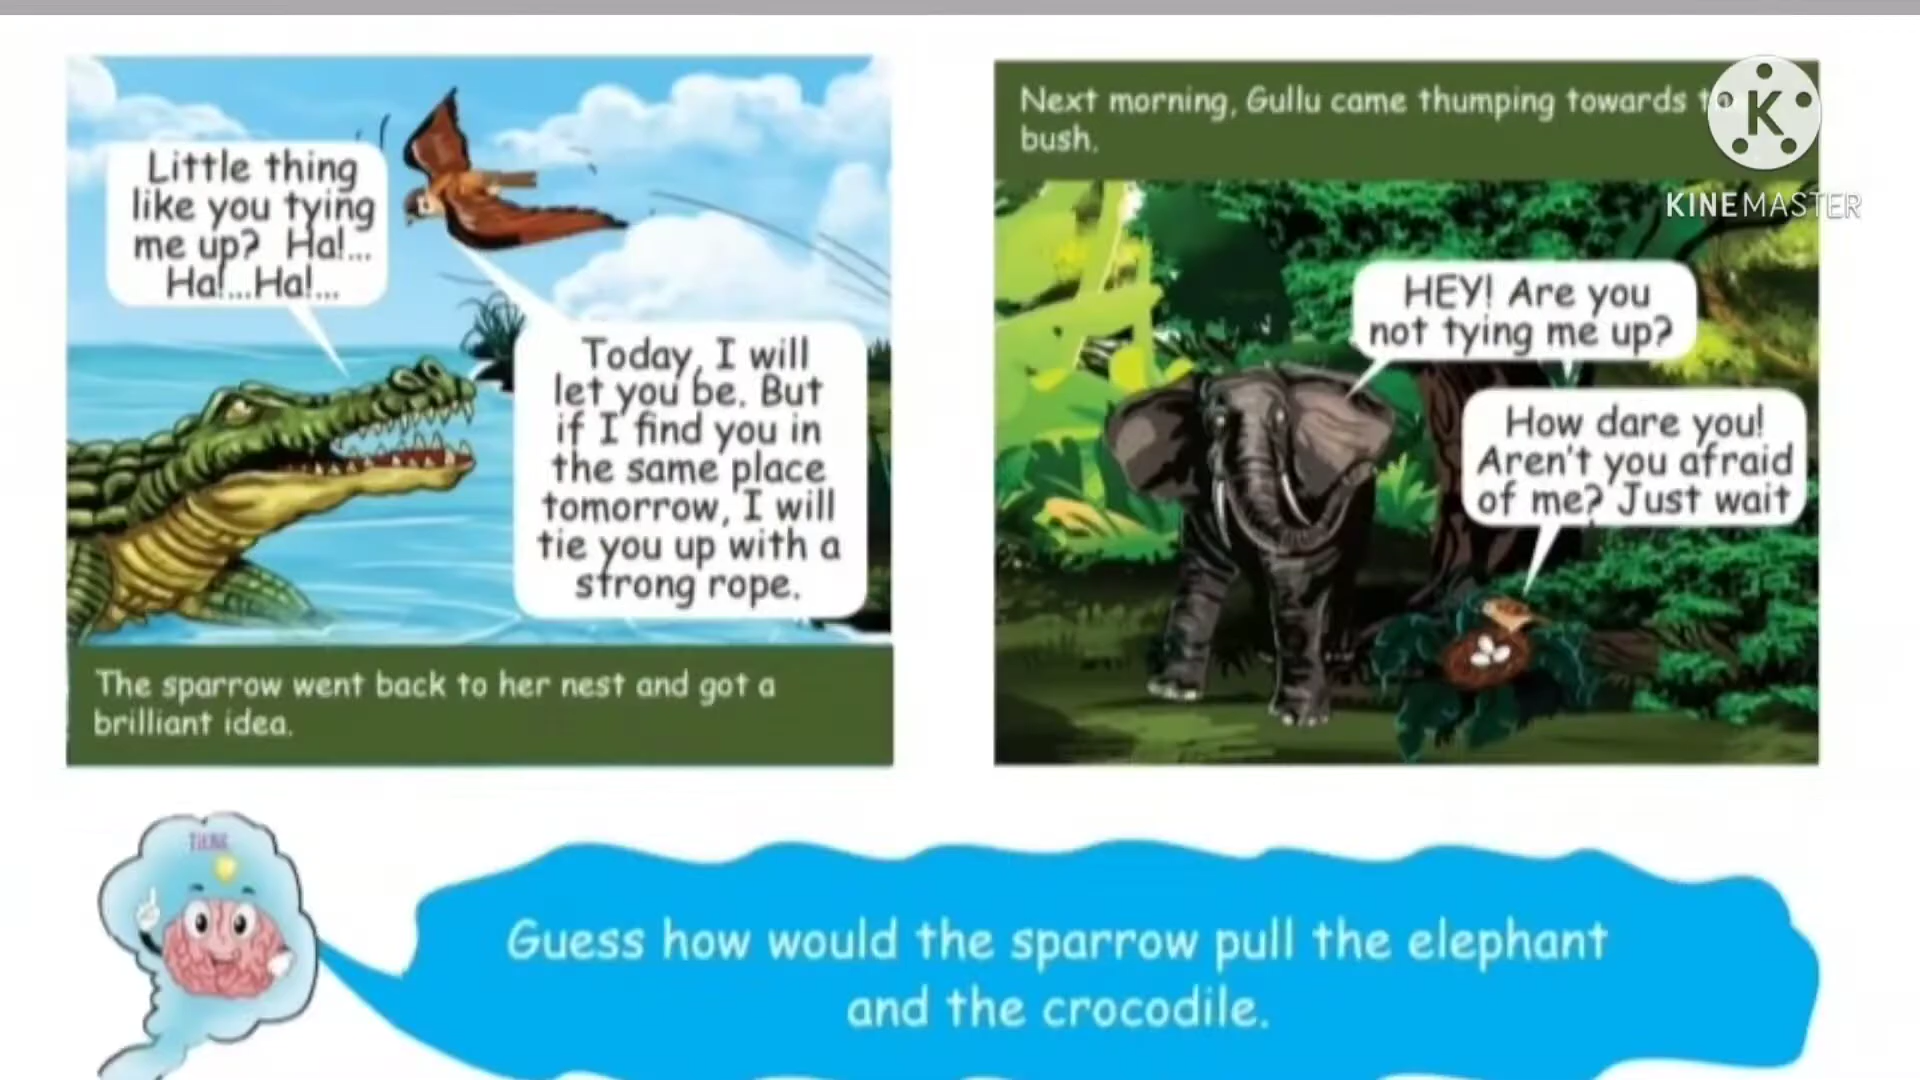 Little thing
like you tying
me up? Ha!...
Ha!...Ha!...
Today, I will
let you be. But
if I find you in
the same place
tomorrow, I will
tie you up with a
strong rope.
The sparrow went back to her nest and got a
brilliant idea.
Next morning, Gullu came thumping towards
bush.
K
KINEMASTER
HEY! Are you
not tying me up?
How dare you!
Aren't you afraid
of me? Just wait
Guess how would the sparrow pull the elephant
and the crocodile.